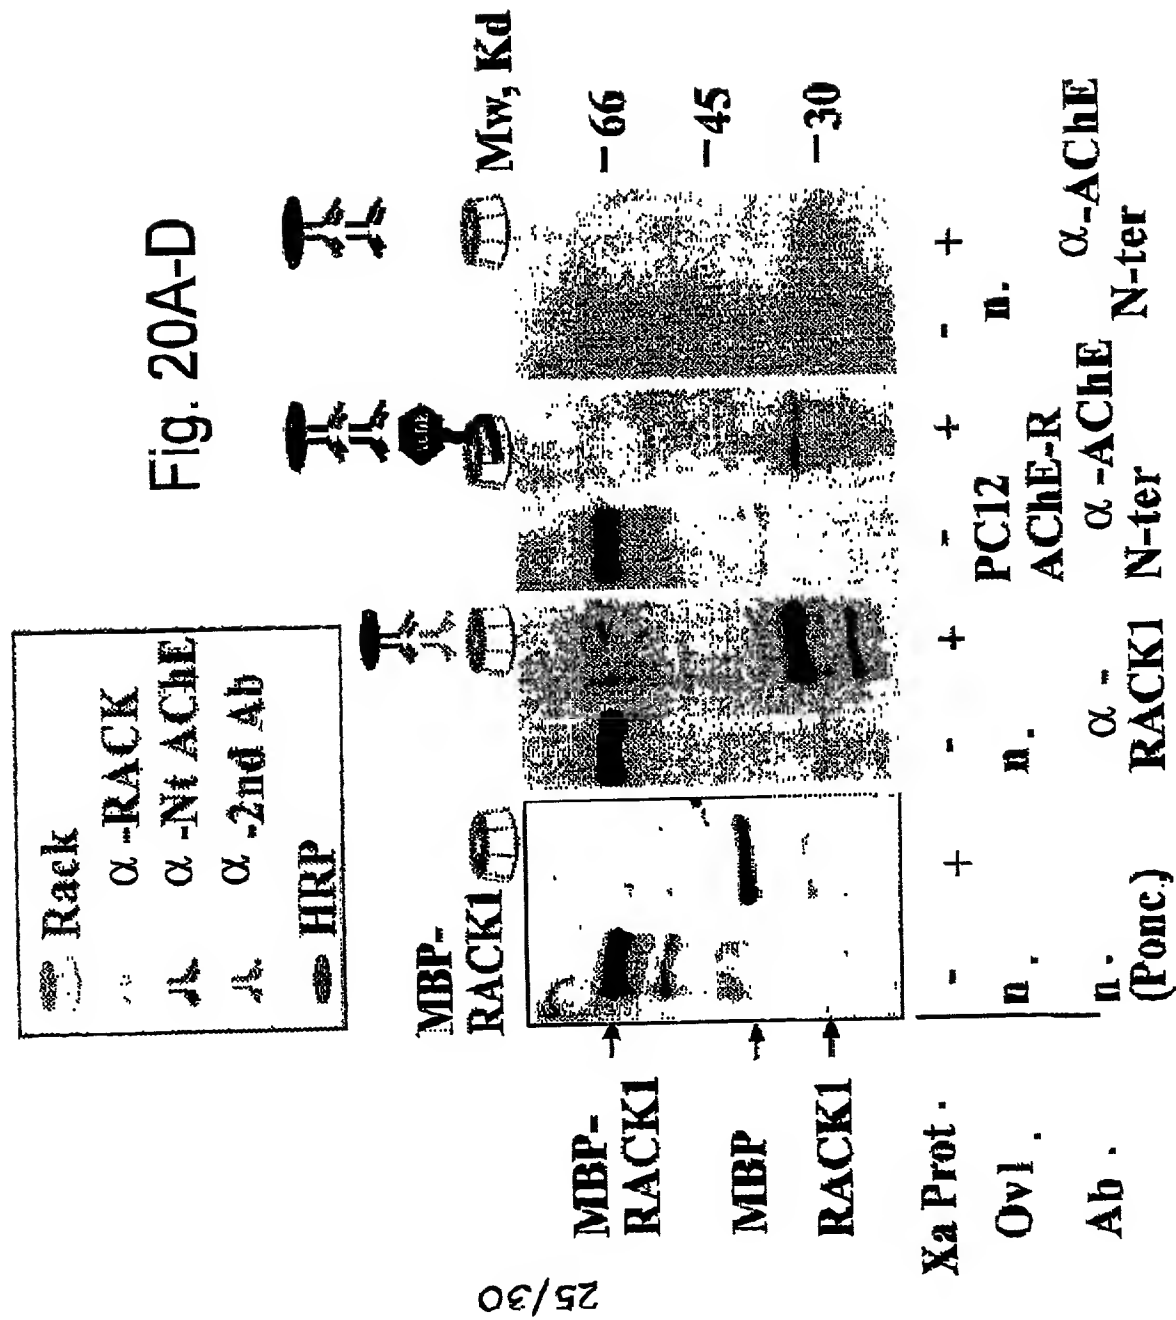 Fig. 20A-D
Rack
α-RACK
α-Nt AChE
α-2nd Ab
HRP
MBP-
RACK1
Mw, Kd
-66
-45
-30
MBP-
RACK1
MBP
RACK1
Xa Prot. - + - + - + - +
Ovl. n. n. PC12 AChE-R n.
Ab. n. (Ponc.) α-RACK1 α-AChE N-ter α-AChE N-ter
25/30